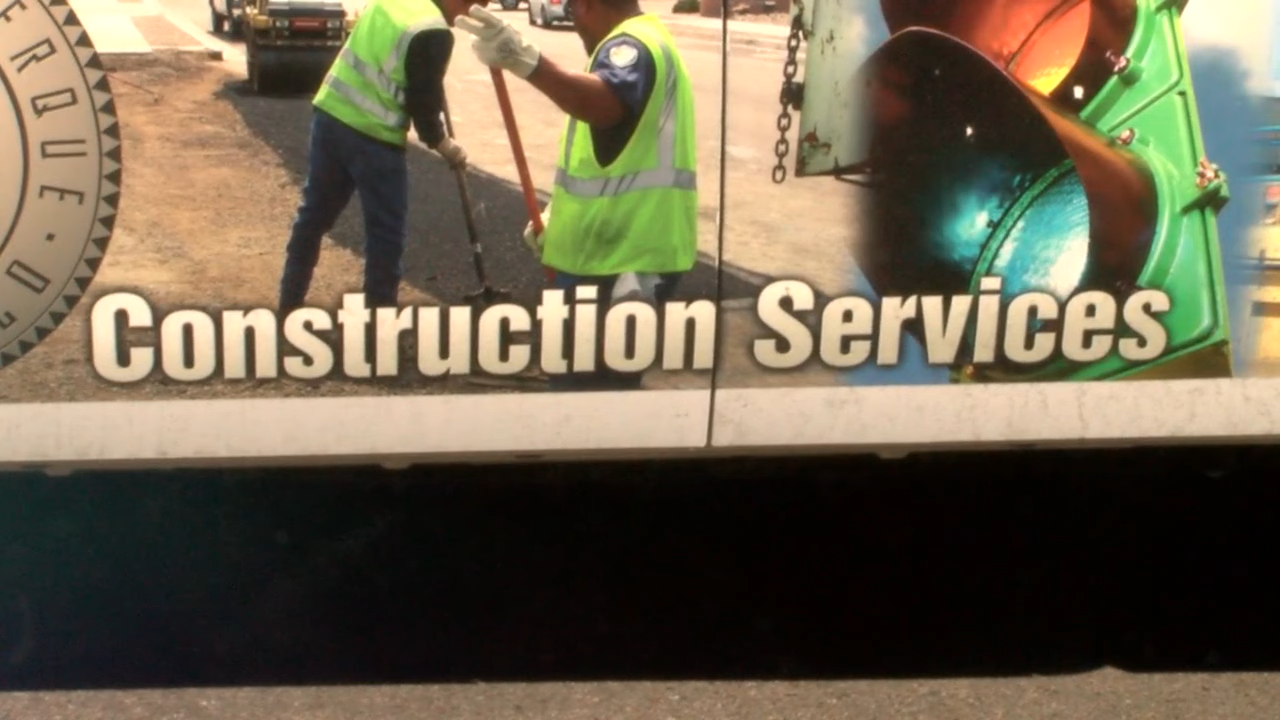 ERQUE • O
Construction Services